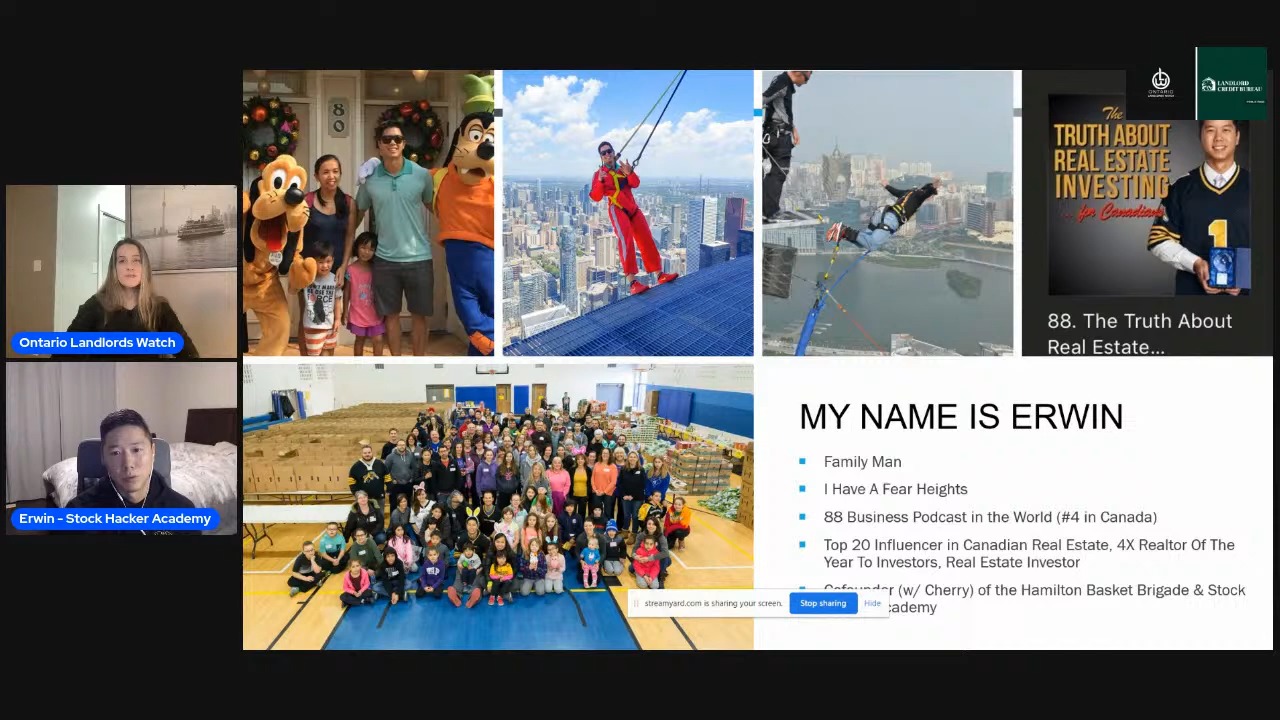 80
The
TRUTH ABOUT
REAL ESTATE
INVESTING
... for Canadians
1
ONTARIO
LANDLORD
CREDIT BUREAU
88. The Truth About
Real Estate...
Ontario Landlords Watch
Erwin - Stock Hacker Academy
MY NAME IS ERWIN
Family Man
I Have A Fear Heights
88 Business Podcast in the World (#4 in Canada)
Top 20 Influencer in Canadian Real Estate, 4X Realtor Of The
Year To Investors, Real Estate Investor
Cofounder (w/ Cherry) of the Hamilton Basket Brigade & Stock
cademy
streamyard.com is sharing your screen.
Stop sharing
Hide